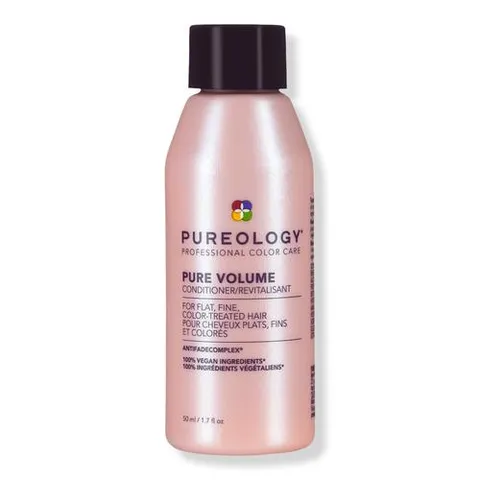 PUREOLOGY®
PROFESSIONAL COLOR CARE
PURE VOLUME
CONDITIONER/REVITALISANT
FOR FLAT, FINE,
COLOR-TREATED HAIR
POUR CHEVEUX PLATS, FINS
ET COLORÉS
ANTIFADECOMPLEX®
100% VEGAN INGREDIENTS*
100% INGRÉDIENTS VÉGÉTALIENS*
50 ml / 1.7 fl oz